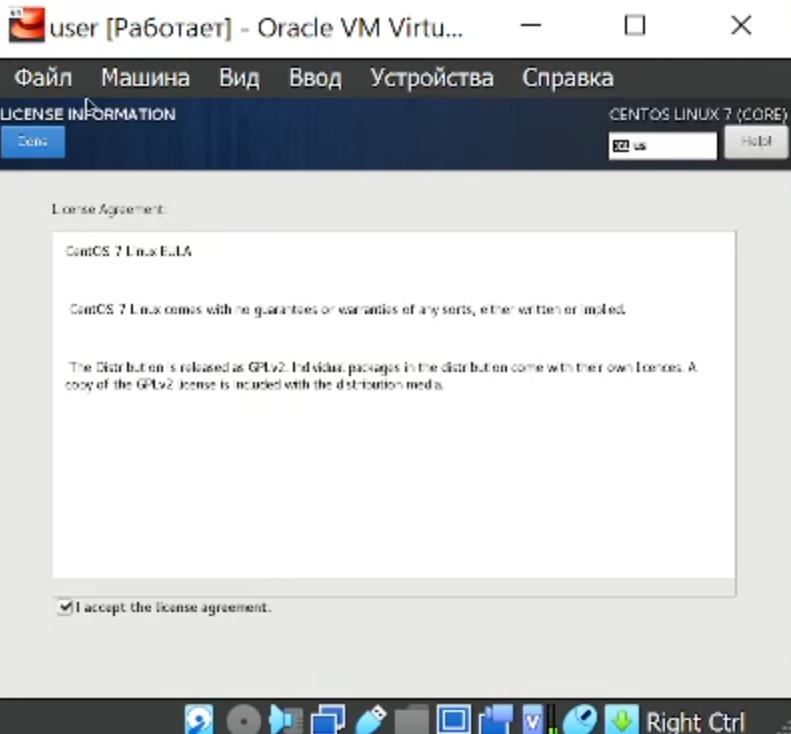 user [Работает] - Oracle VM Virtu...
Файл Машина Вид Ввод Устройства Справка
LICENSE INFORMATION
CENTOS LINUX 7 (CORE)
Done
us
Help!
License Agreement:
CentOS 7 Linux EULA
CentOS 7 Linux comes with no guarantees or warranties of any sorts, either written or implied.
The Distribution is released as GPLv2. Individual packages in the distribution come with their own licences. A
copy of the GPLv2 license is included with the distribution media.
I accept the license agreement.
Right Ctrl